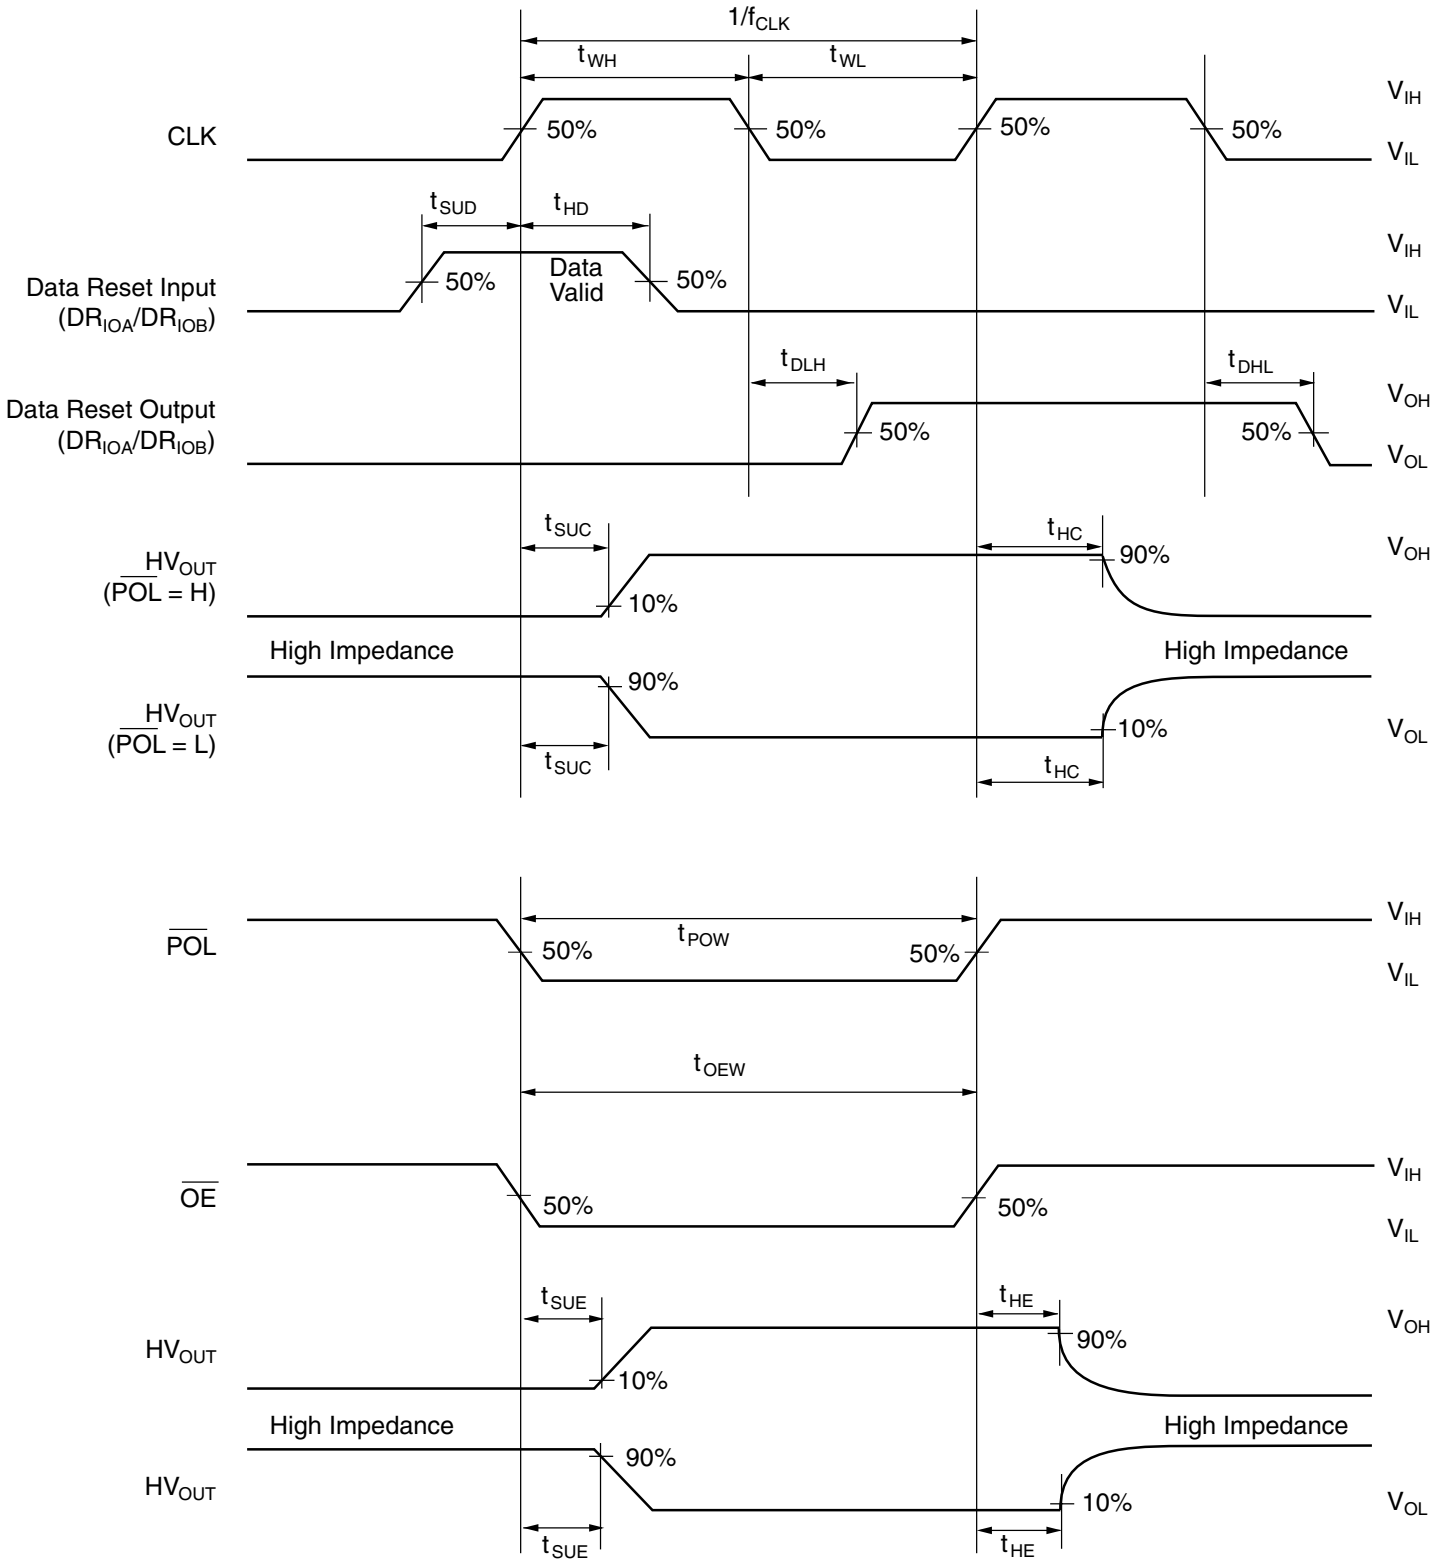 1/fCLK
tWH
tWL
CLK
50%
50%
50%
50%
VIH
VIL
tSUD
tHD
Data Reset Input
(DRIOA/DRIOB)
50%
Data
Valid
50%
VIH
VIL
tDLH
tDHL
Data Reset Output
(DRIOA/DRIOB)
50%
50%
VOH
VOL
tSUC
tHC
HVOUT
(POL = H)
10%
90%
VOH
High Impedance
High Impedance
HVOUT
(POL = L)
90%
10%
VOL
tSUC
tHC
POL
50%
tPOW
50%
VIH
VIL
tOEW
OE
50%
50%
VIH
VIL
tSUE
tHE
HVOUT
10%
90%
VOH
High Impedance
High Impedance
HVOUT
90%
10%
VOL
tSUE
tHE